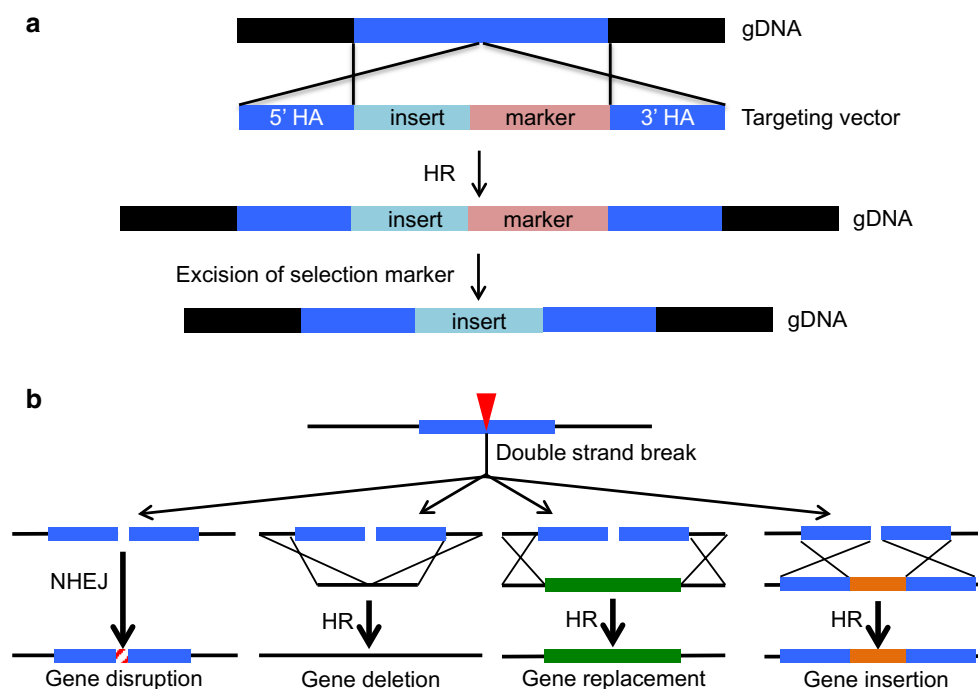 a
gDNA
5' HA insert marker 3' HA Targeting vector
HR
insert marker gDNA
Excision of selection marker
insert gDNA
b
Double strand break
NHEJ
HR HR HR
Gene disruption Gene deletion Gene replacement Gene insertion